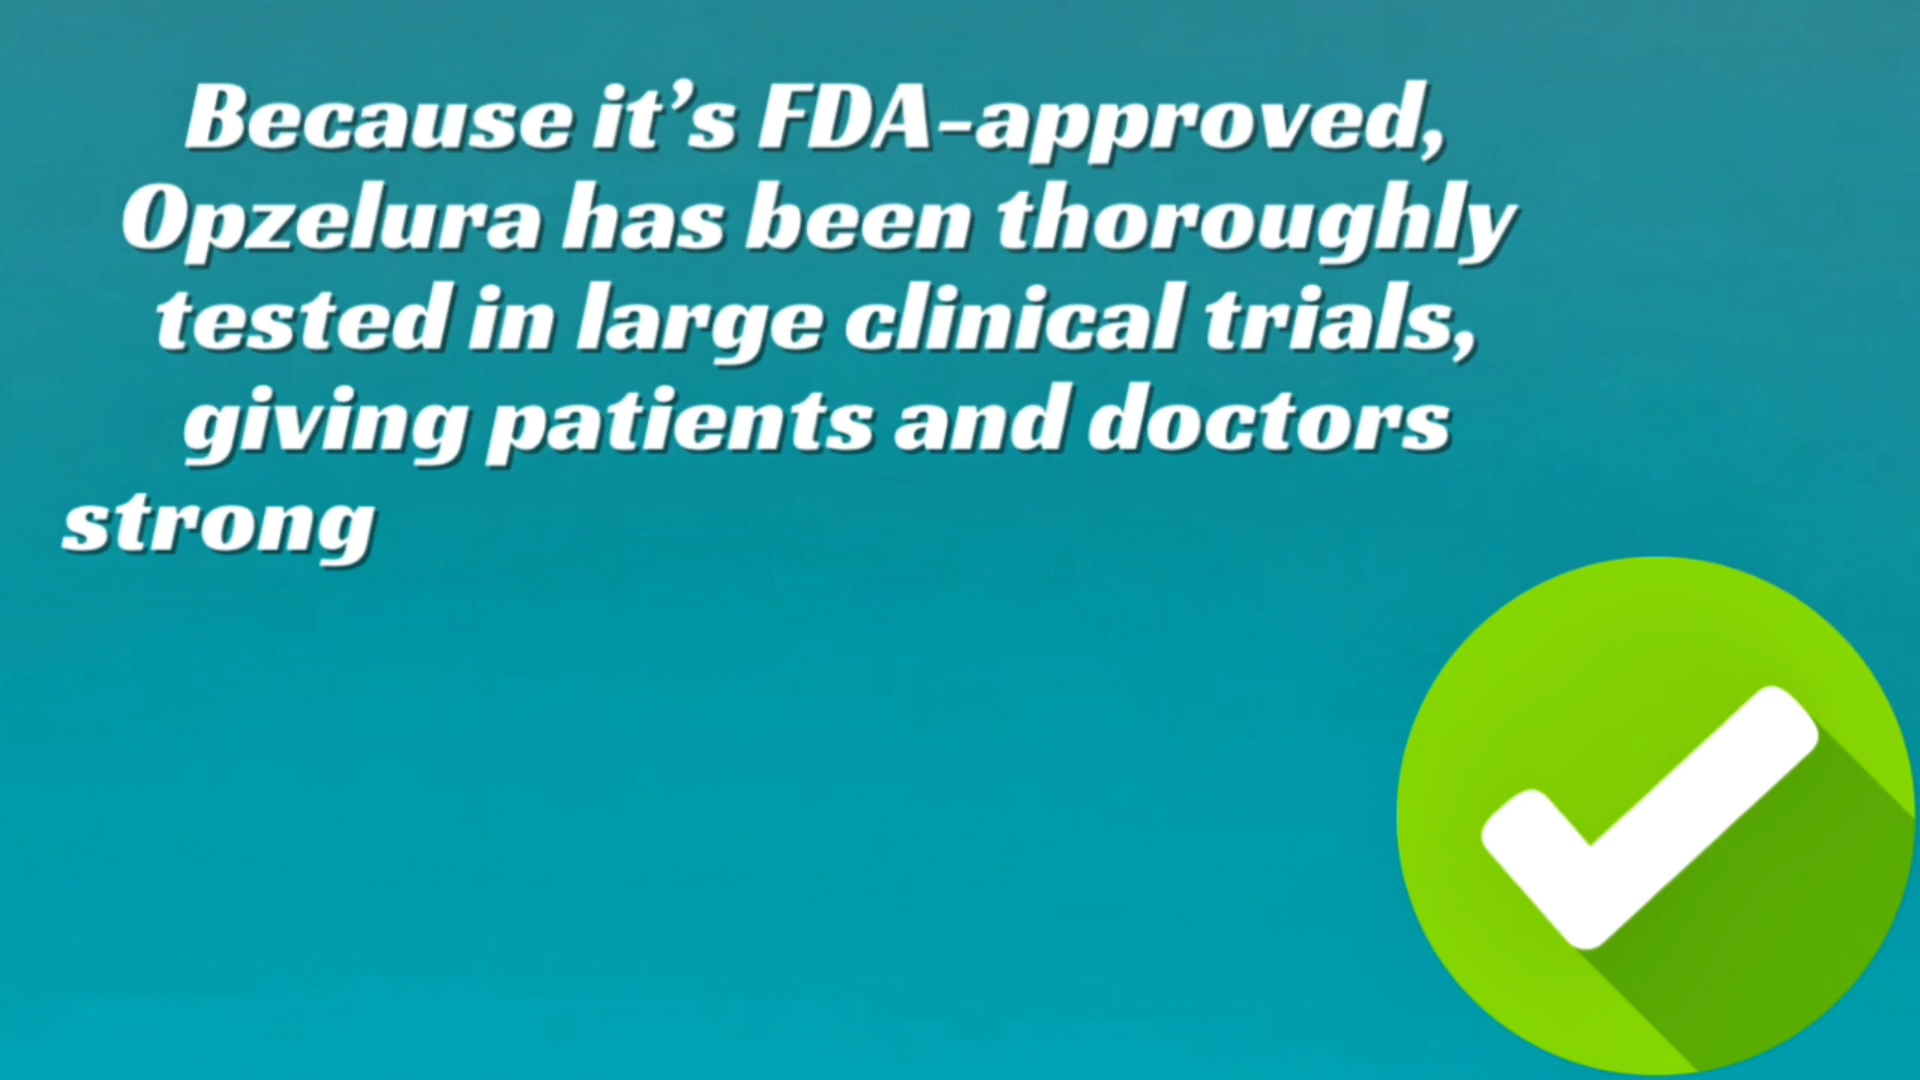 Because it’s FDA-approved,
Opzelura has been thoroughly
tested in large clinical trials,
giving patients and doctors
strong